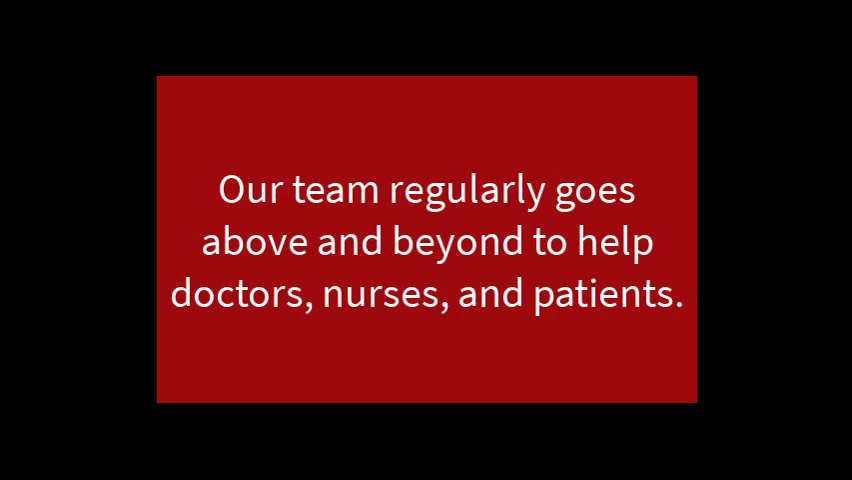 Our team regularly goes
above and beyond to help
doctors, nurses, and patients.